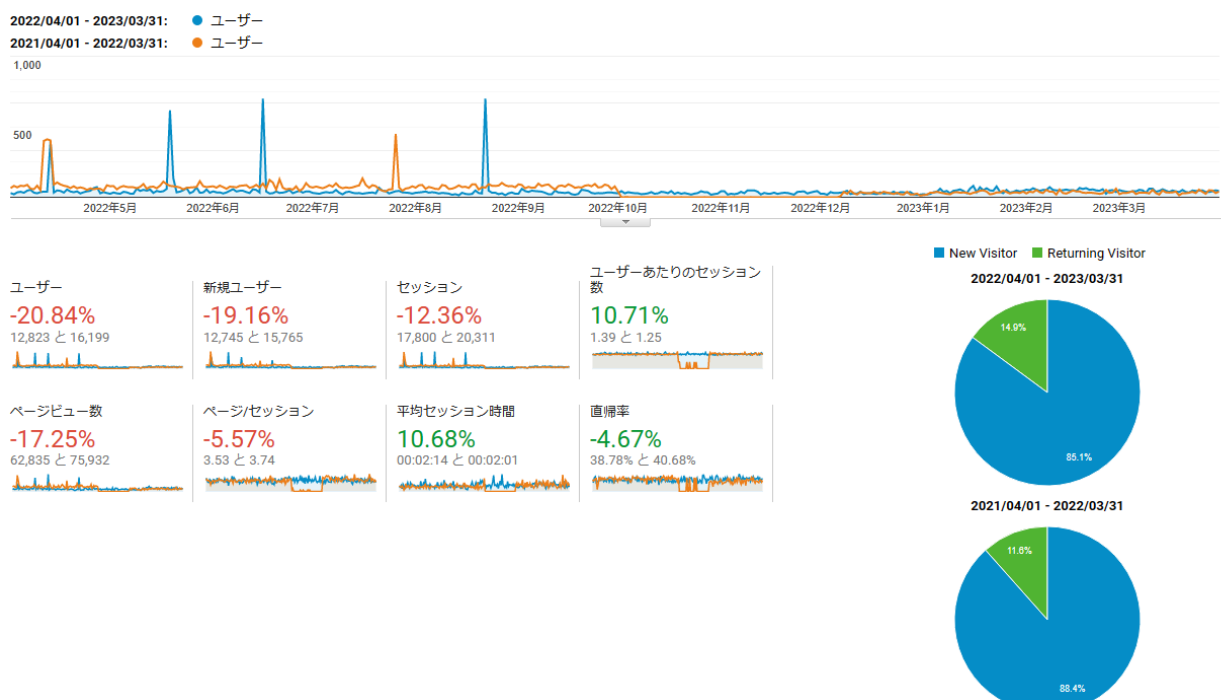 2022/04/01 - 2023/03/31: ユーザー
2021/04/01 - 2022/03/31: ユーザー
1,000
500
2022年5月 2022年6月 2022年7月 2022年8月 2022年9月 2022年10月 2022年11月 2022年12月 2023年1月 2023年2月 2023年3月
New Visitor Returning Visitor
2022/04/01 - 2023/03/31
14.9%
85.1%
ユーザー
-20.84%
12,823 と 16,199
新規ユーザー
-19.16%
12,745 と 15,765
セッション
-12.36%
17,800 と 20,311
ユーザーあたりのセッション
数
10.71%
1.39 と 1.25
ページビュー数
-17.25%
62,835 と 75,932
ページ/セッション
-5.57%
3.53 と 3.74
平均セッション時間
10.68%
00:02:14 と 00:02:01
直帰率
-4.67%
38.78% と 40.68%
2021/04/01 - 2022/03/31
11.6%
88.4%